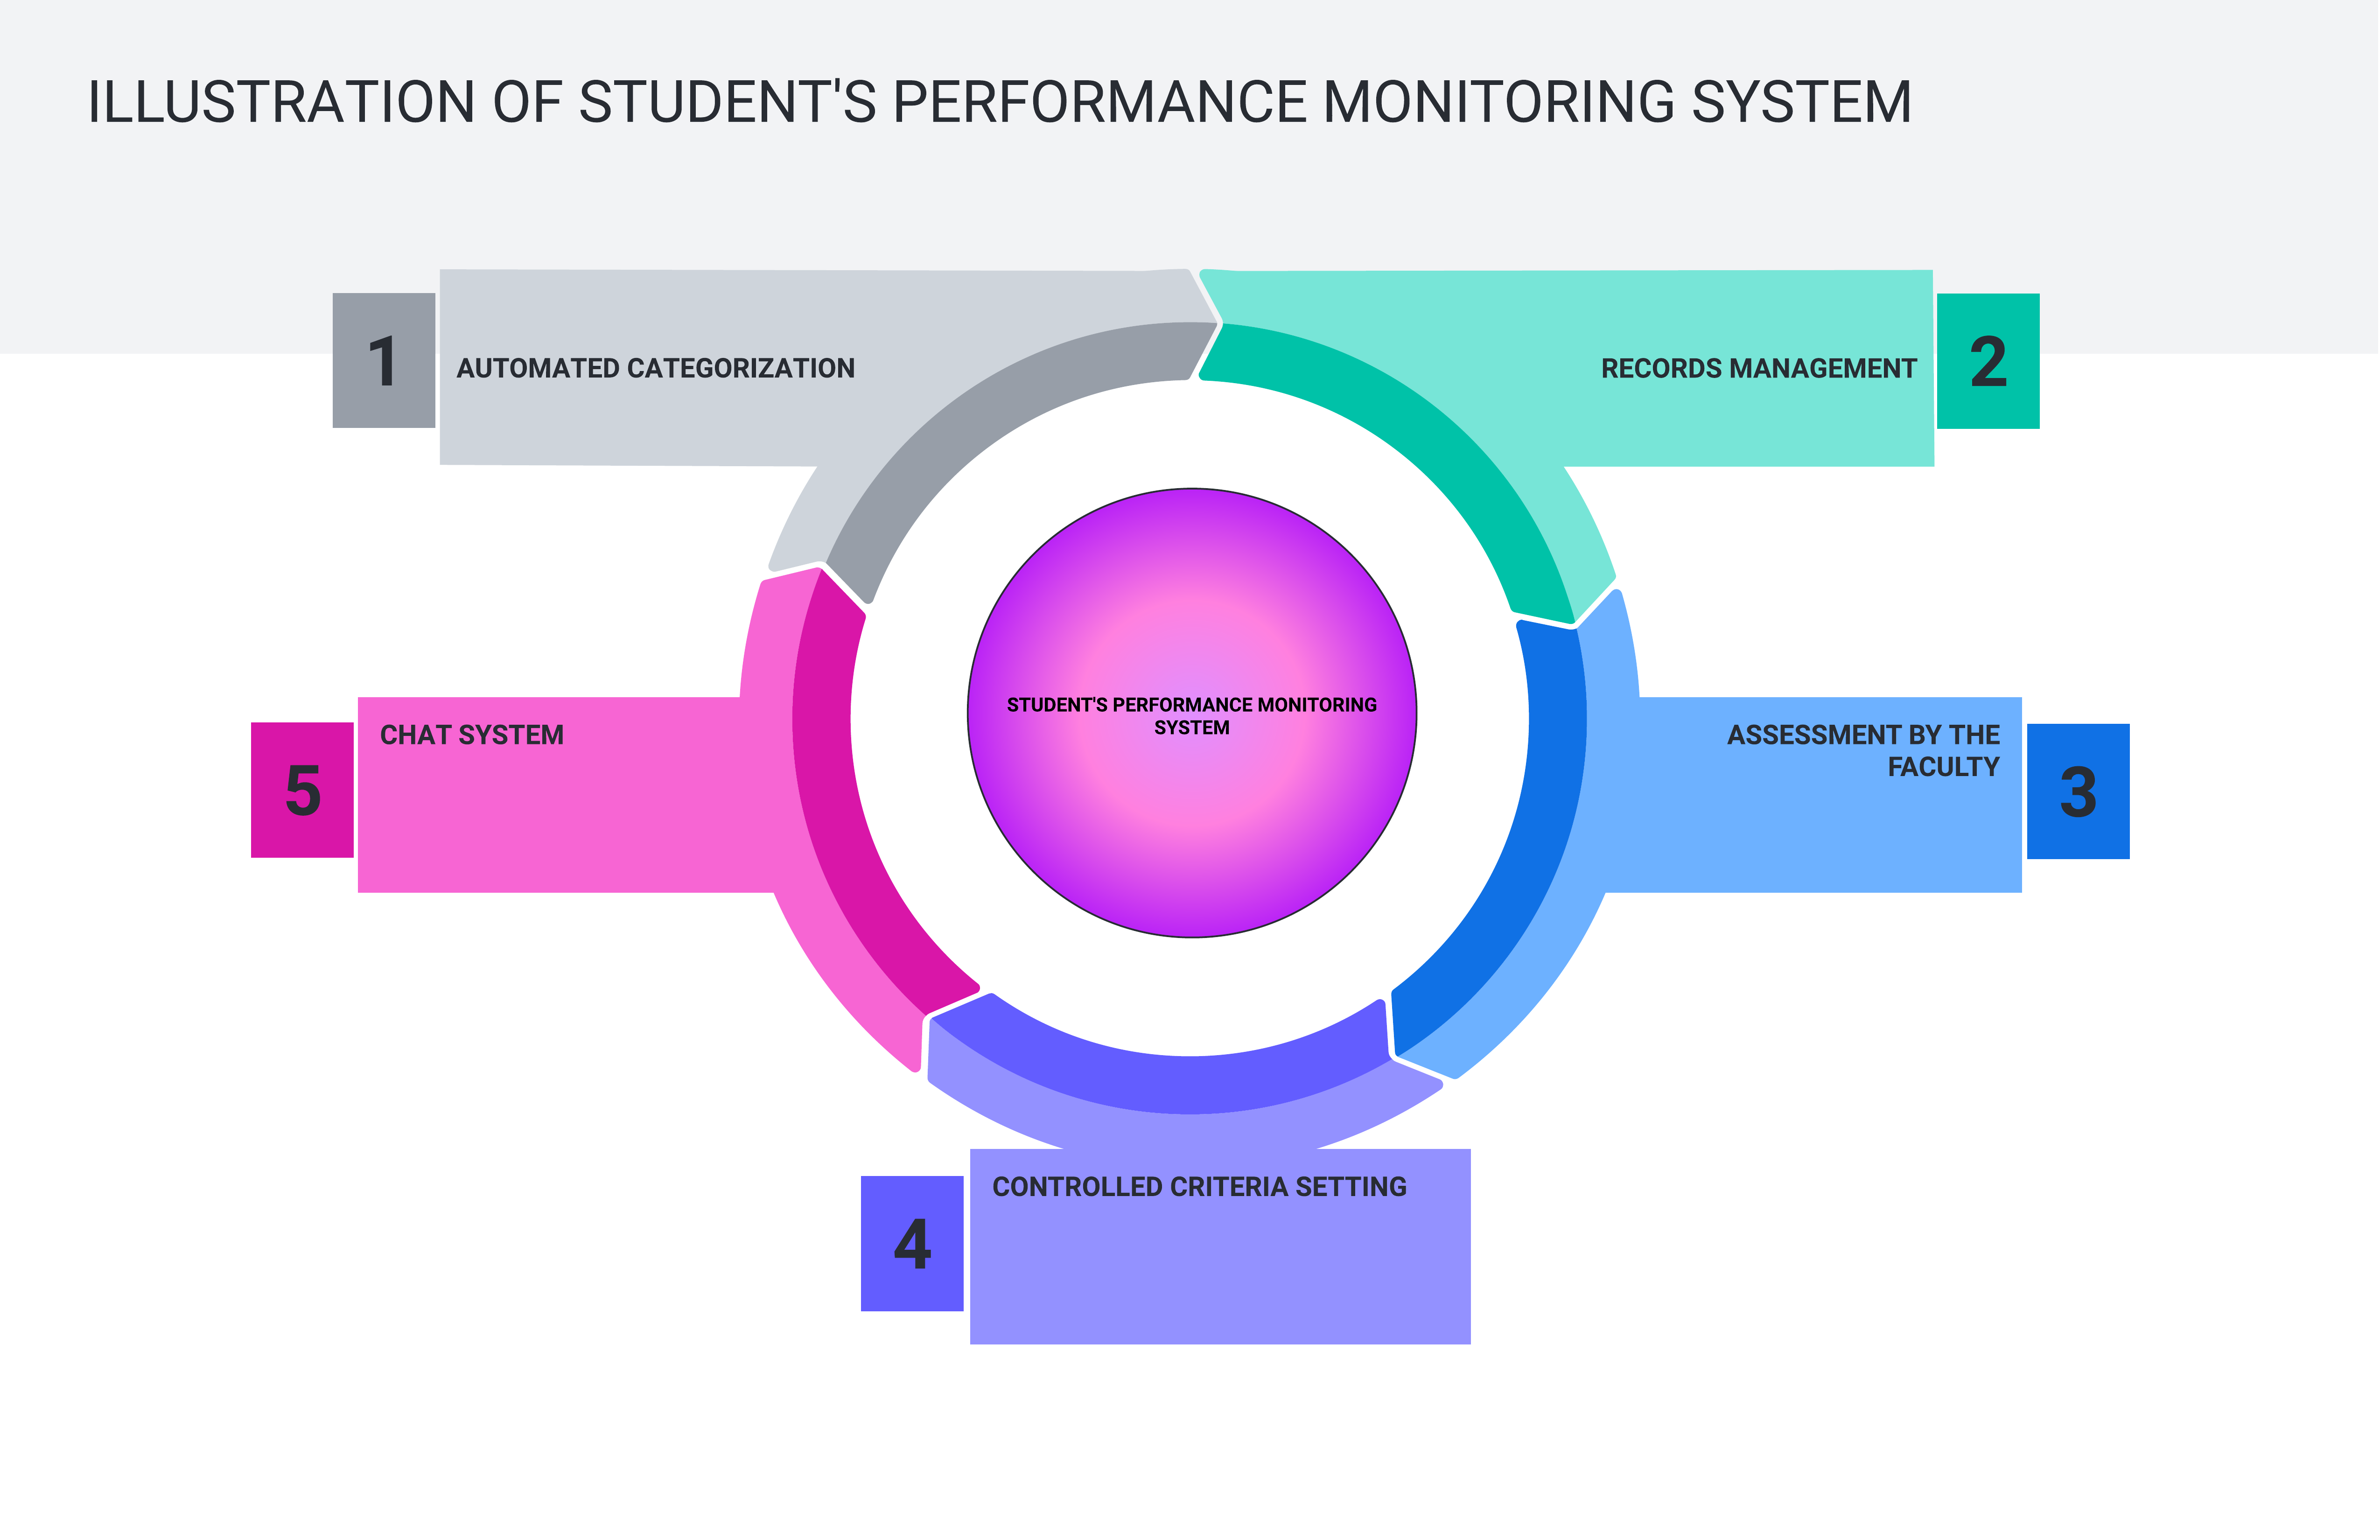 ILLUSTRATION OF STUDENT'S PERFORMANCE MONITORING SYSTEM
1
AUTOMATED CATEGORIZATION
RECORDS MANAGEMENT
2
STUDENT'S PERFORMANCE MONITORING
SYSTEM
ASSESSMENT BY THE
FACULTY
3
CONTROLLED CRITERIA SETTING
4
CHAT SYSTEM
5